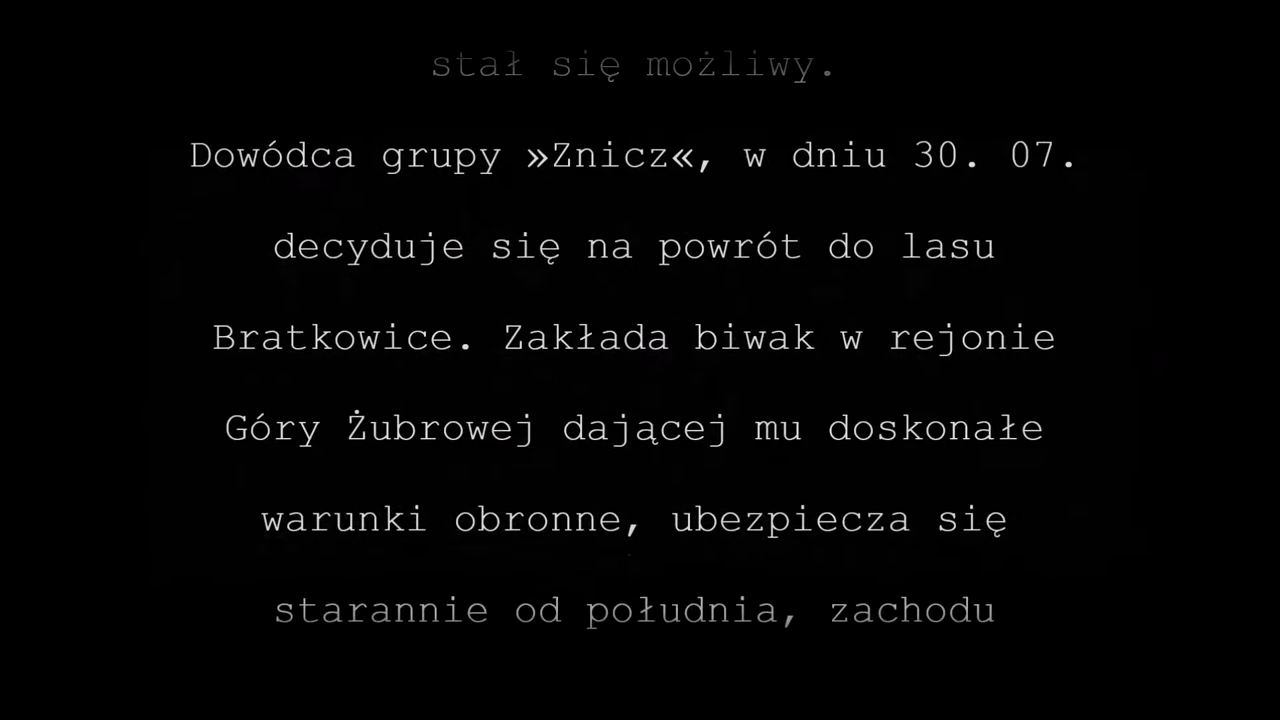 stał się możliwy.
Dowódca grupy »Znicz«, w dniu 30. 07.
decyduje się na powrót do lasu
Bratkowice. Zakłada biwak w rejonie
Góry Żubrowej dającej mu doskonałe
warunki obronne, ubezpiecza się
starannie od południa, zachodu